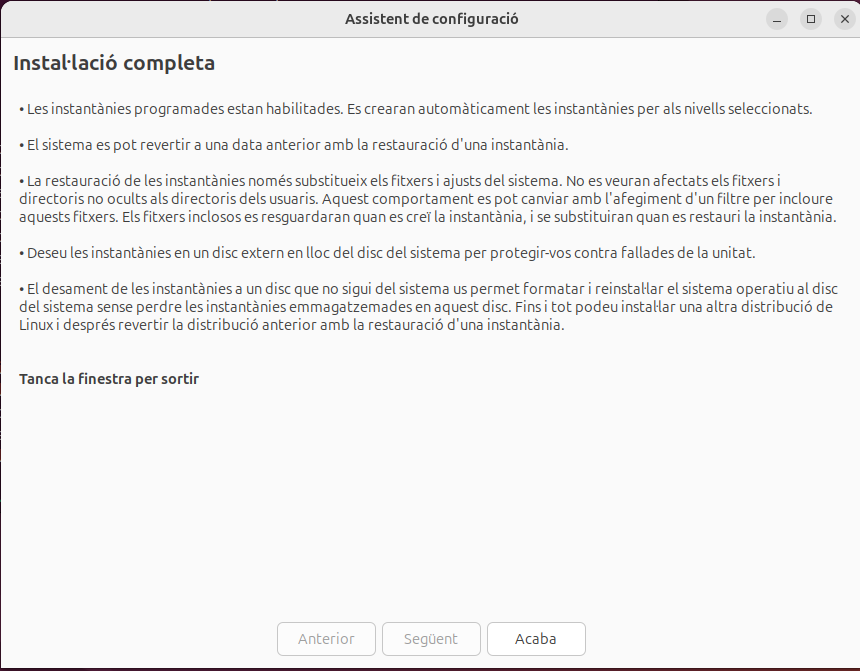 Assistent de configuració
Instal·lació completa
• Les instantànies programades estan habilitades. Es crearan automàticament les instantànies per als nivells seleccionats.
• El sistema es pot revertir a una data anterior amb la restauració d'una instantània.
• La restauració de les instantànies només substitueix els fitxers i ajusts del sistema. No es veuran afectats els fitxers i
directoris no ocults als directoris dels usuaris. Aquest comportament es pot canviar amb l'afegiment d'un filtre per incloure
aquests fitxers. Els fitxers inclosos es resguardaran quan es creï la instantània, i se substituiran quan es restauri la instantània.
• Deseu les instantànies en un disc extern en lloc del disc del sistema per protegir-vos contra fallades de la unitat.
• El desament de les instantànies a un disc que no sigui del sistema us permet formatar i reinstal·lar el sistema operatiu al disc
del sistema sense perdre les instantànies emmagatzemades en aquest disc. Fins i tot podeu instal·lar una altra distribució de
Linux i després revertir la distribució anterior amb la restauració d'una instantània.
Tanca la finestra per sortir
Anterior
Següent
Acaba